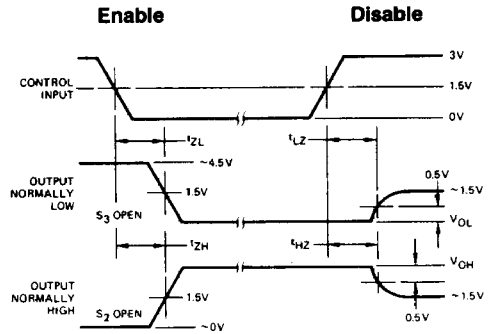 Enable
Disable
CONTROL
INPUT
3V
1.5V
0V
tZL
tLZ
OUTPUT
NORMALLY
LOW
S3 OPEN
~4.5V
1.5V
0.5V
~1.5V
VOL
tZH
tHZ
OUTPUT
NORMALLY
HIGH
S2 OPEN
1.5V
~0V
VOH
~1.5V
0.5V